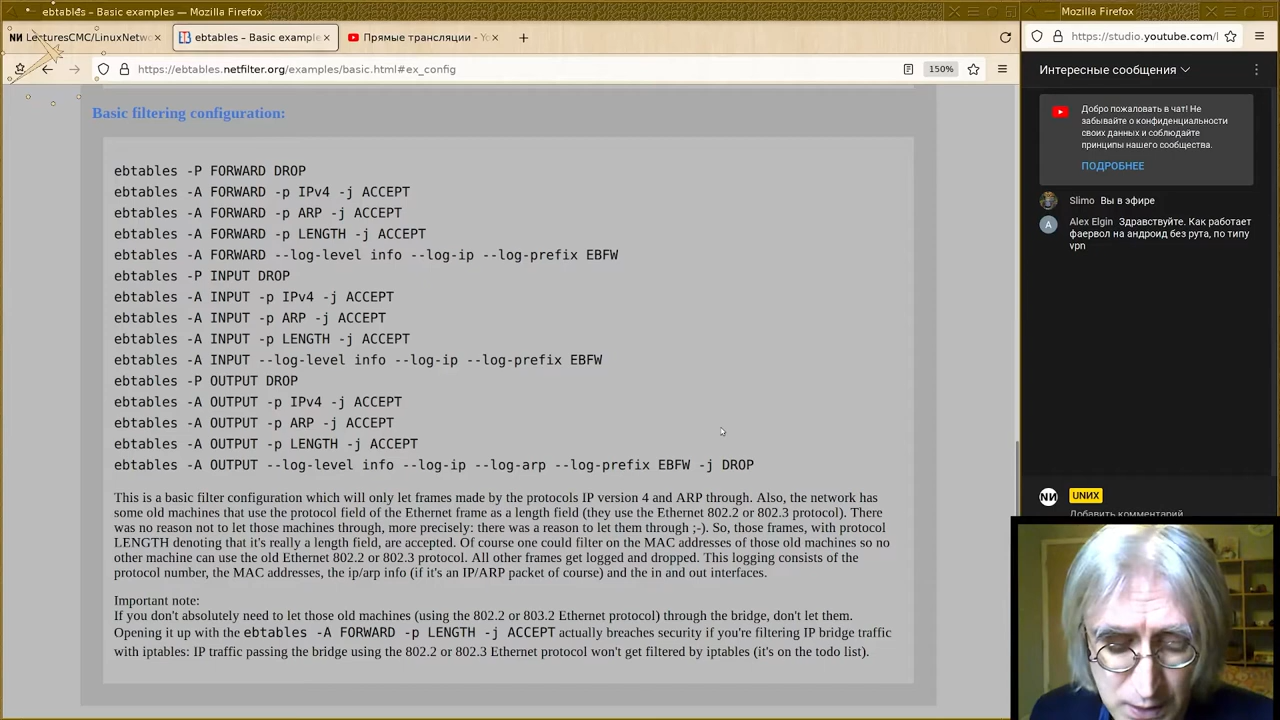 ebtables – Basic examples — Mozilla Firefox
Mozilla Firefox
LecturesCMC/LinuxNetw
ebtables – Basic example
Прямые трансляции - Yo
https://studio.youtube.com/l
https://ebtables.netfilter.org/examples/basic.html#ex_config
150%
Basic filtering configuration:
ebtables -P FORWARD DROP
ebtables -A FORWARD -p IPv4 -j ACCEPT
ebtables -A FORWARD -p ARP -j ACCEPT
ebtables -A FORWARD -p LENGTH -j ACCEPT
ebtables -A FORWARD --log-level info --log-ip --log-prefix EBFW
ebtables -P INPUT DROP
ebtables -A INPUT -p IPv4 -j ACCEPT
ebtables -A INPUT -p ARP -j ACCEPT
ebtables -A INPUT -p LENGTH -j ACCEPT
ebtables -A INPUT --log-level info --log-ip --log-prefix EBFW
ebtables -P OUTPUT DROP
ebtables -A OUTPUT -p IPv4 -j ACCEPT
ebtables -A OUTPUT -p ARP -j ACCEPT
ebtables -A OUTPUT -p LENGTH -j ACCEPT
ebtables -A OUTPUT --log-level info --log-ip --log-arp --log-prefix EBFW -j DROP
This is a basic filter configuration which will only let frames made by the protocols IP version 4 and ARP through. Also, the network has
some old machines that use the protocol field of the Ethernet frame as a length field (they use the Ethernet 802.2 or 802.3 protocol). There
was no reason not to let those machnes through, more precisely: there was a reason to let them through ;-). So, those frames, with protocol
LENGTH denoting that it's really a length field, are accepted. Of course one could filter on the MAC addresses of those old machines so no
other machine can use the old Ethernet 802.2 or 802.3 protocol. All other frames get logged and dropped. This logging consists of the
protocol number, the MAC addresses, the ip/arp info (if it's an IP/ARP packet of course) and the in and out interfaces.
Important note:
If you don't absolutely need to let those old machines (using the 802.2 or 803.2 Ethernet protocol) through the bridge, don't let them.
Opening it up with the ebtables -A FORWARD -p LENGTH -j ACCEPT actually breaches security if you're filtering IP bridge traffic
with iptables: IP traffic passing the bridge using the 802.2 or 802.3 Ethernet protocol won't get filtered by iptables (it's on the todo list).
Интересные сообщения
Добро пожаловать в чат! Не
забывайте о конфиденциальности
своих данных и соблюдайте
принципы нашего сообщества.
ПОДРОБНЕЕ
Slimo Вы в эфире
Alex Elgin Здравствуйте. Как работает
фаервол на андроид без рута, по типу
vpn
UNИX
Добавить комментарий